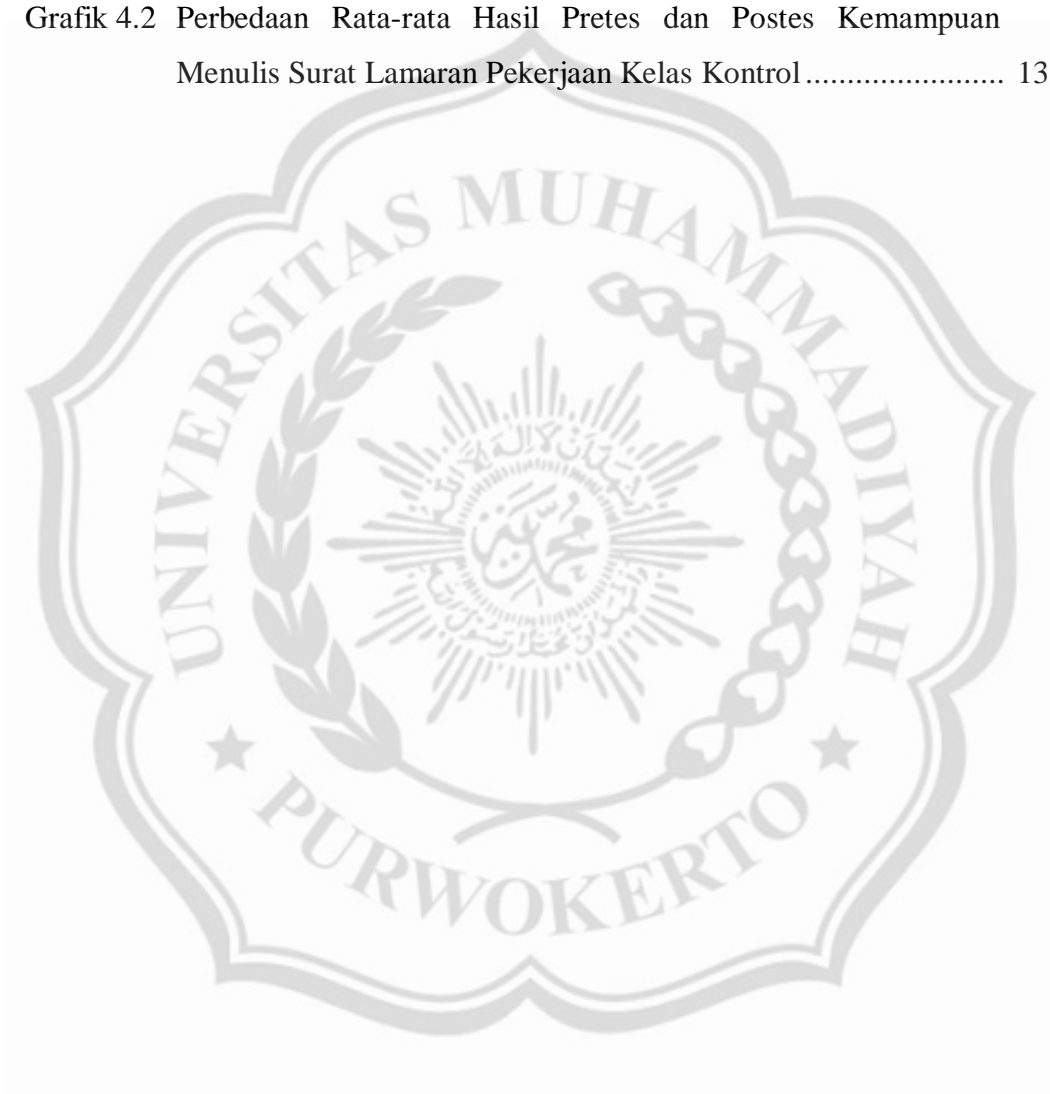 Grafik 4.2 Perbedaan Rata-rata Hasil Pretes dan Postes Kemampuan
Menulis Surat Lamaran Pekerjaan Kelas Kontrol ........................ 13
UNIVERSITAS MUHAMMADIYAH
PURWOKERTO